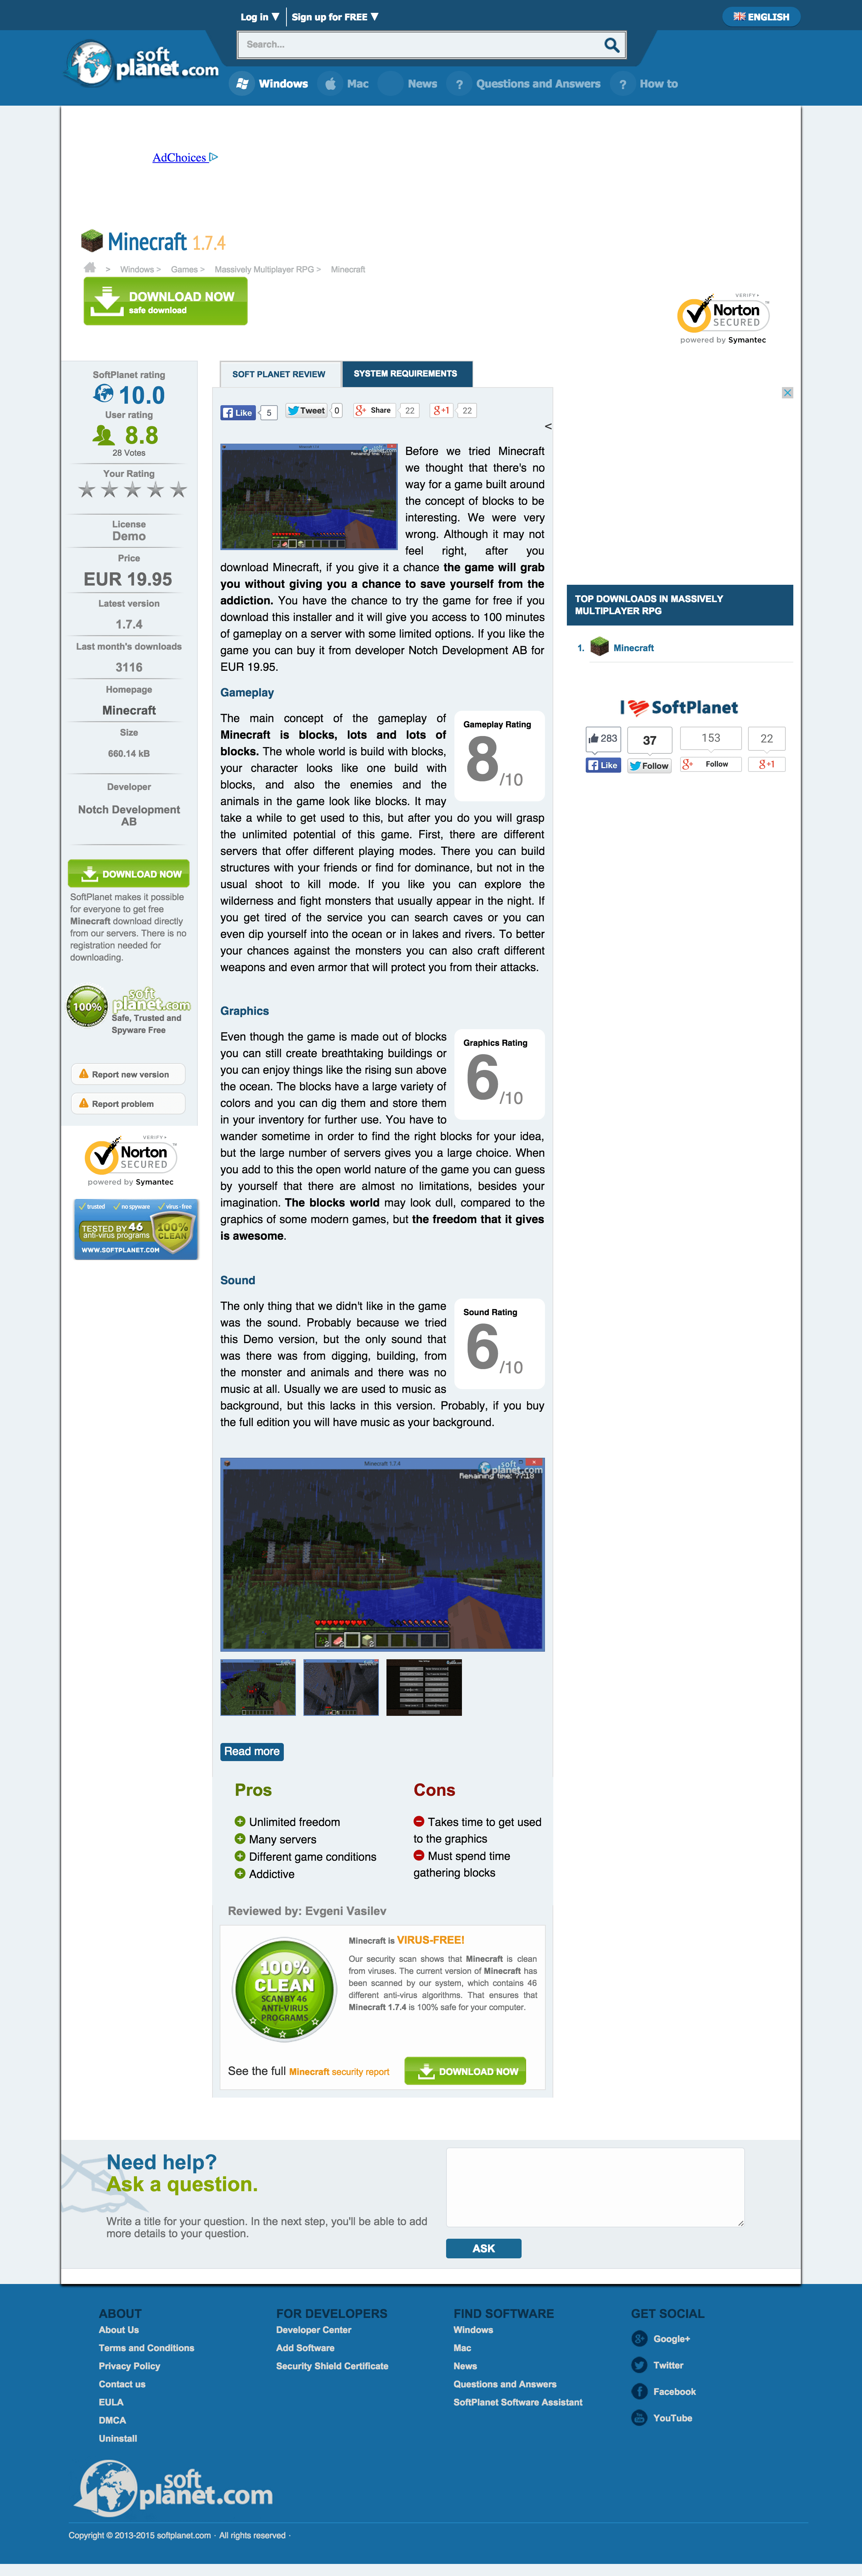 Log in ▼ Sign up for FREE ▼
ENGLISH
Search...
soft
planet.com
Windows Mac News ? Questions and Answers ? How to
AdChoices
Minecraft 1.7.4
> Windows > Games > Massively Multiplayer RPG > Minecraft
DOWNLOAD NOW
safe download
VERIFY▸
Norton
SECURED
powered by Symantec
SoftPlanet rating
10.0
User rating
8.8
28 Votes
Your Rating
License
Demo
Price
EUR 19.95
Latest version
1.7.4
Last month's downloads
3116
Homepage
Minecraft
Size
660.14 kB
Developer
Notch Development
AB
DOWNLOAD NOW
SoftPlanet makes it possible
for everyone to get free
Minecraft download directly
from our servers. There is no
registration needed for
downloading.
100%
soft
planet.com
Safe, Trusted and
Spyware Free
Report new version
Report problem
VERIFY▸
Norton
SECURED
powered by Symantec
trusted no spyware virus - free
TESTED BY 46
anti-virus programs
100%
CLEAN
WWW.SOFTPLANET.COM
SOFT PLANET REVIEW SYSTEM REQUIREMENTS
Like 5 Tweet 0 Share 22 +1 22
<
Before we tried Minecraft
we thought that there's no
way for a game built around
the concept of blocks to be
interesting. We were very
wrong. Although it may not
feel right, after you
download Minecraft, if you give it a chance the game will grab
you without giving you a chance to save yourself from the
addiction. You have the chance to try the game for free if you
download this installer and it will give you access to 100 minutes
of gameplay on a server with some limited options. If you like the
game you can buy it from developer Notch Development AB for
EUR 19.95.
Gameplay
The main concept of the gameplay of
Minecraft is blocks, lots and lots of
blocks. The whole world is build with blocks,
your character looks like one build with
blocks, and also the enemies and the
animals in the game look like blocks. It may
take a while to get used to this, but after you do you will grasp
the unlimited potential of this game. First, there are different
servers that offer different playing modes. There you can build
structures with your friends or find for dominance, but not in the
usual shoot to kill mode. If you like you can explore the
wilderness and fight monsters that usually appear in the night. If
you get tired of the service you can search caves or you can
even dip yourself into the ocean or in lakes and rivers. To better
your chances against the monsters you can also craft different
weapons and even armor that will protect you from their attacks.
Gameplay Rating
8/10
Graphics
Even though the game is made out of blocks
you can still create breathtaking buildings or
you can enjoy things like the rising sun above
the ocean. The blocks have a large variety of
colors and you can dig them and store them
in your inventory for further use. You have to
wander sometime in order to find the right blocks for your idea,
but the large number of servers gives you a large choice. When
you add to this the open world nature of the game you can guess
by yourself that there are almost no limitations, besides your
imagination. The blocks world may look dull, compared to the
graphics of some modern games, but the freedom that it gives
is awesome.
Graphics Rating
6/10
Sound
The only thing that we didn't like in the game
was the sound. Probably because we tried
this Demo version, but the only sound that
was there was from digging, building, from
the monster and animals and there was no
music at all. Usually we are used to music as
background, but this lacks in this version. Probably, if you buy
the full edition you will have music as your background.
Sound Rating
6/10
Minecraft 1.7.4
soft
planet.com
Remaining time: 77:18
Read more
Pros
Unlimited freedom
Many servers
Different game conditions
Addictive
Cons
Takes time to get used
to the graphics
Must spend time
gathering blocks
Reviewed by: Evgeni Vasilev
100%
CLEAN
SCAN BY 46
ANTI-VIRUS
PROGRAMS
Minecraft is VIRUS-FREE!
Our security scan shows that Minecraft is clean
from viruses. The current version of Minecraft has
been scanned by our system, which contains 46
different anti-virus algorithms. That ensures that
Minecraft 1.7.4 is 100% safe for your computer.
See the full Minecraft security report
DOWNLOAD NOW
TOP DOWNLOADS IN MASSIVELY
MULTIPLAYER RPG
1. Minecraft
I SoftPlanet
283 37 153 22
Like Follow Follow +1
Need help?
Ask a question.
Write a title for your question. In the next step, you'll be able to add
more details to your question.
ASK
ABOUT
About Us
Terms and Conditions
Privacy Policy
Contact us
EULA
DMCA
Uninstall
FOR DEVELOPERS
Developer Center
Add Software
Security Shield Certificate
FIND SOFTWARE
Windows
Mac
News
Questions and Answers
SoftPlanet Software Assistant
GET SOCIAL
Google+
Twitter
Facebook
YouTube
soft
planet.com
Copyright © 2013-2015 softplanet.com · All rights reserved ·